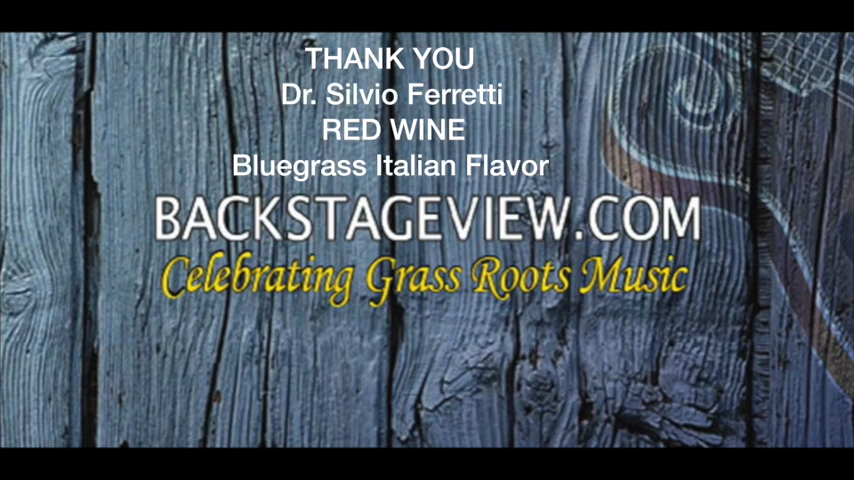 THANK YOU
Dr. Silvio Ferretti
RED WINE
Bluegrass Italian Flavor
BACKSTAGEVIEW.COM
Celebrating Grass Roots Music